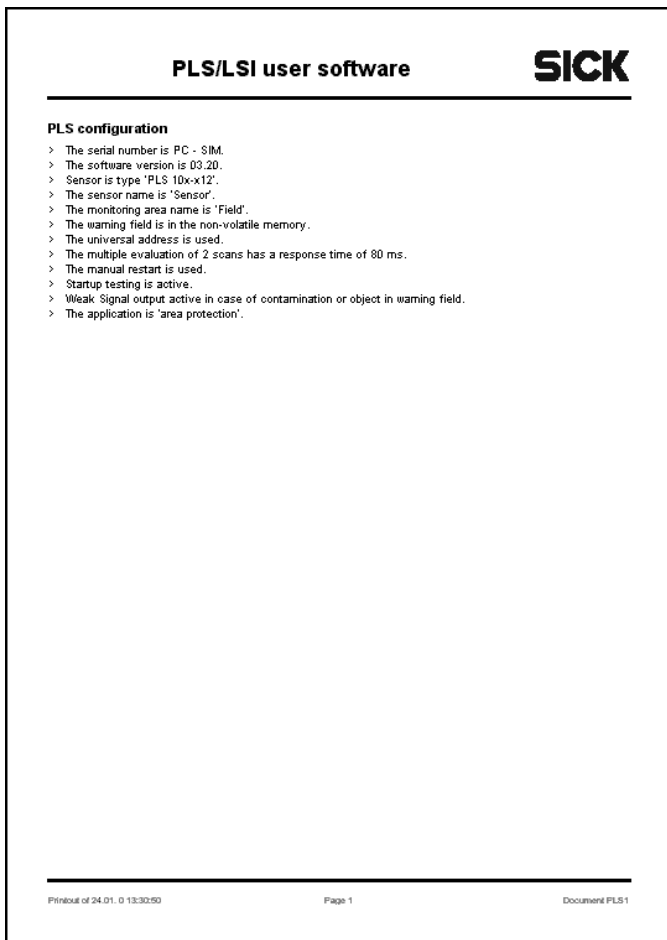 PLS/LSI user software
SICK
PLS configuration
> The serial number is PC - SIM.
> The software version is 03.20.
> Sensor is type 'PLS 10x-x12'.
> The sensor name is 'Sensor'.
> The monitoring area name is 'Field'.
> The warning field is in the non-volatile memory.
> The universal address is used.
> The multiple evaluation of 2 scans has a response time of 80 ms.
> The manual restart is used.
> Startup testing is active.
> Weak Signal output active in case of contamination or object in warning field.
> The application is 'area protection'.
Printout of 24.01. 0 13:30:50
Page 1
Document PLS1